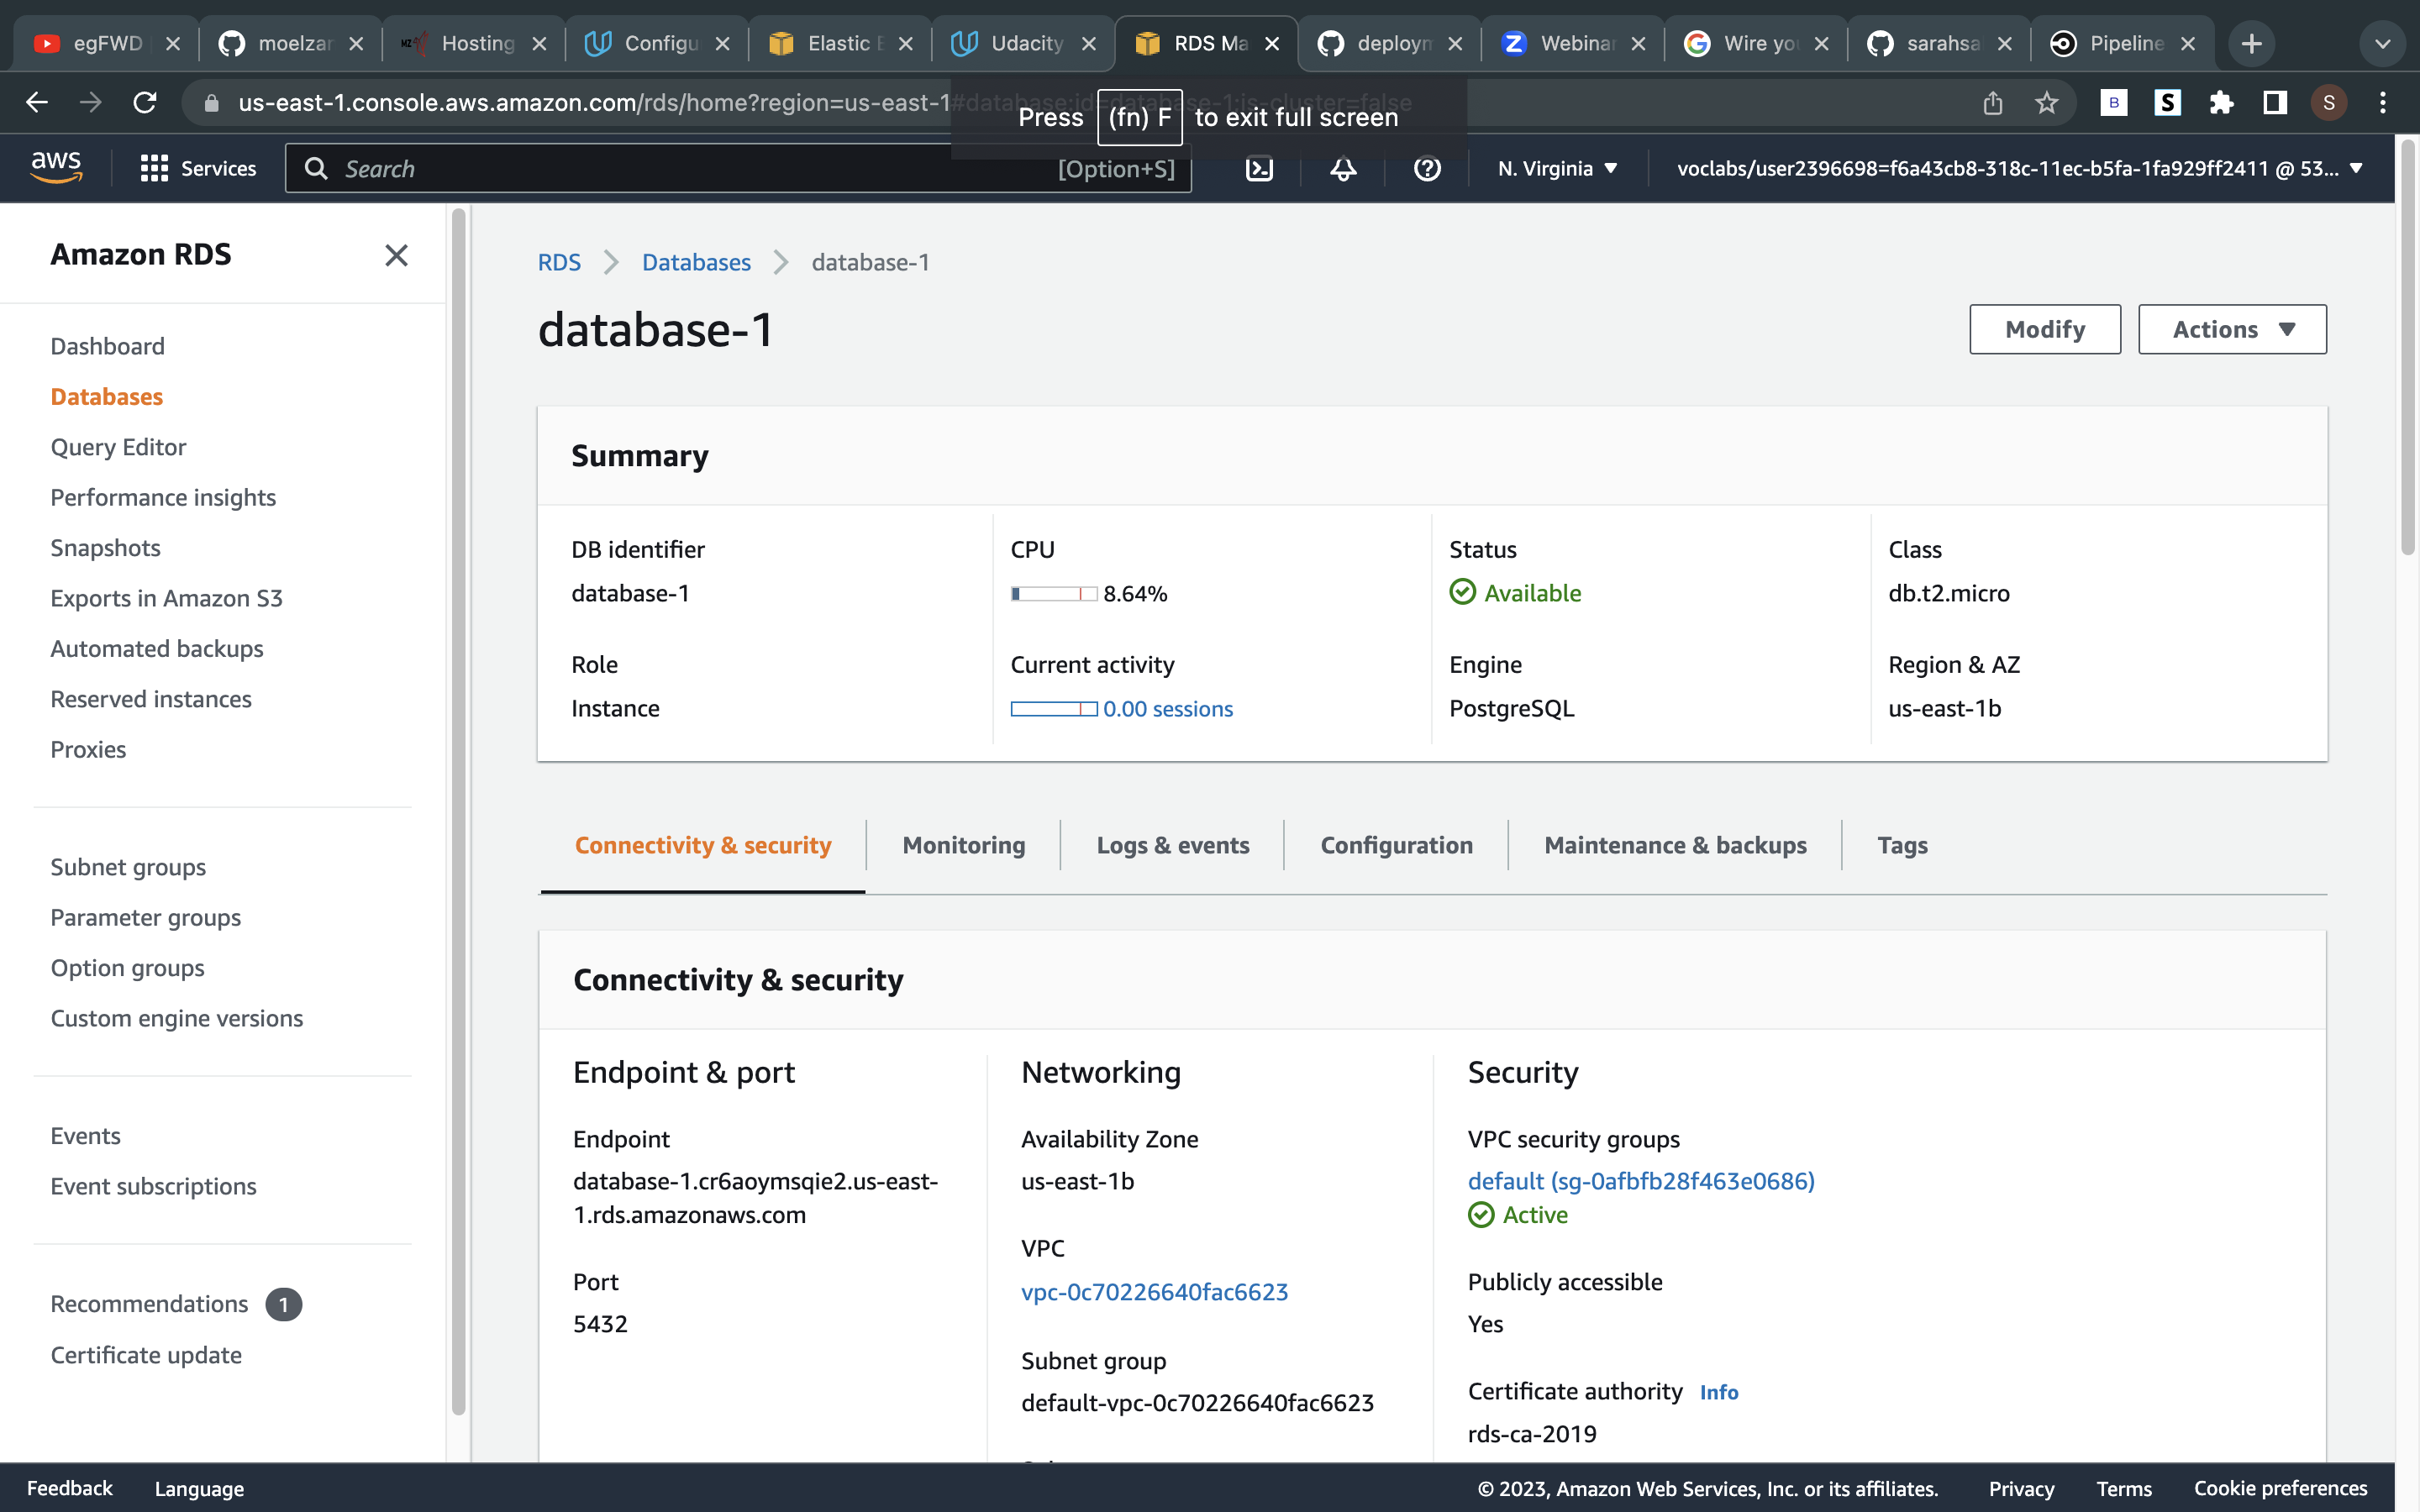 egFWD
moelzar
Hosting
Configu
Elastic B
Udacity
RDS Ma
deploym
Webinar
Wire you
sarahsa
Pipeline
us-east-1.console.aws.amazon.com/rds/home?region=us-east-1#database:id=database-1;is-cluster=false
Press (fn) F to exit full screen
aws
Services
Search
[Option+S]
N. Virginia
voclabs/user2396698=f6a43cb8-318c-11ec-b5fa-1fa929ff2411 @ 53...
Amazon RDS
Dashboard
Databases
Query Editor
Performance insights
Snapshots
Exports in Amazon S3
Automated backups
Reserved instances
Proxies
Subnet groups
Parameter groups
Option groups
Custom engine versions
Events
Event subscriptions
Recommendations 1
Certificate update
RDS > Databases > database-1
database-1
Modify
Actions
Summary
DB identifier
database-1
CPU
8.64%
Status
Available
Class
db.t2.micro
Role
Instance
Current activity
0.00 sessions
Engine
PostgreSQL
Region & AZ
us-east-1b
Connectivity & security
Monitoring
Logs & events
Configuration
Maintenance & backups
Tags
Connectivity & security
Endpoint & port
Endpoint
database-1.cr6aoymsqie2.us-east-
1.rds.amazonaws.com
Port
5432
Networking
Availability Zone
us-east-1b
VPC
vpc-0c70226640fac6623
Subnet group
default-vpc-0c70226640fac6623
Security
VPC security groups
default (sg-0afbfb28f463e0686)
Active
Publicly accessible
Yes
Certificate authority Info
rds-ca-2019
Feedback
Language
© 2023, Amazon Web Services, Inc. or its affiliates.
Privacy
Terms
Cookie preferences